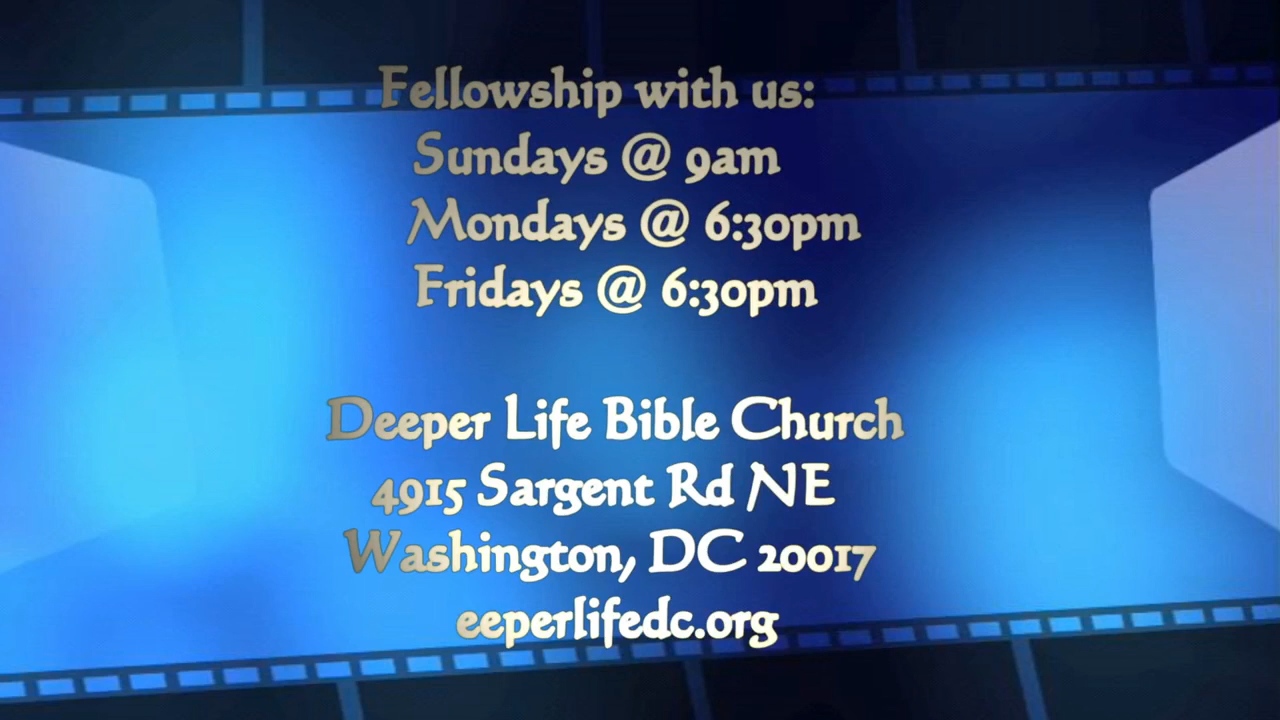 Fellowship with us:
Sundays @ 9am
Mondays @ 6:30pm
Fridays @ 6:30pm
Deeper Life Bible Church
4915 Sargent Rd NE
Washington, DC 20017
eeperlifedc.org